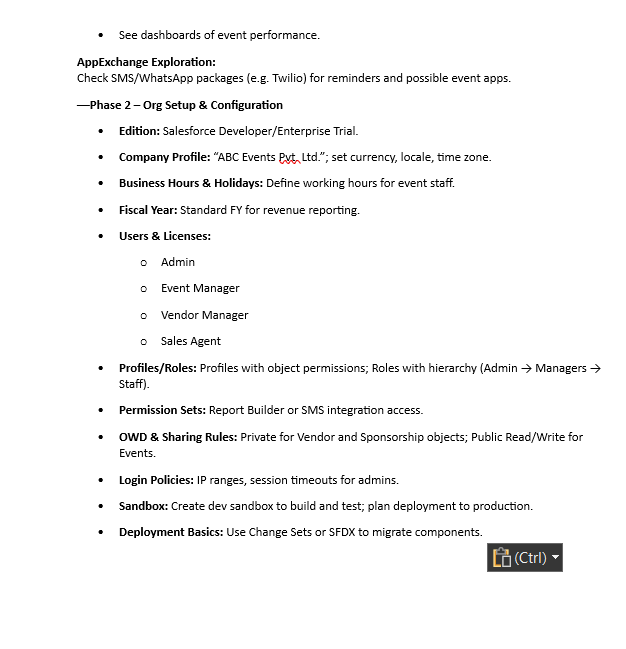 • See dashboards of event performance.
AppExchange Exploration:
Check SMS/WhatsApp packages (e.g. Twilio) for reminders and possible event apps.
—Phase 2 – Org Setup & Configuration
• Edition: Salesforce Developer/Enterprise Trial.
• Company Profile: “ABC Events Pvt. Ltd.”; set currency, locale, time zone.
• Business Hours & Holidays: Define working hours for event staff.
• Fiscal Year: Standard FY for revenue reporting.
• Users & Licenses:
o Admin
o Event Manager
o Vendor Manager
o Sales Agent
• Profiles/Roles: Profiles with object permissions; Roles with hierarchy (Admin → Managers →
Staff).
• Permission Sets: Report Builder or SMS integration access.
• OWD & Sharing Rules: Private for Vendor and Sponsorship objects; Public Read/Write for
Events.
• Login Policies: IP ranges, session timeouts for admins.
• Sandbox: Create dev sandbox to build and test; plan deployment to production.
• Deployment Basics: Use Change Sets or SFDX to migrate components.
(Ctrl)